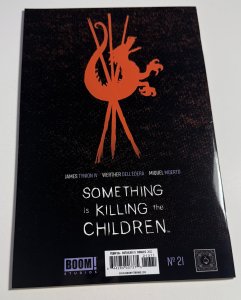 JAMES TYNION IV WERTHER DELL'EDERA MIQUEL MUERTO
SOMETHING
is KILLING the
CHILDREN
BOOM!
STUDIOS
Nº 21